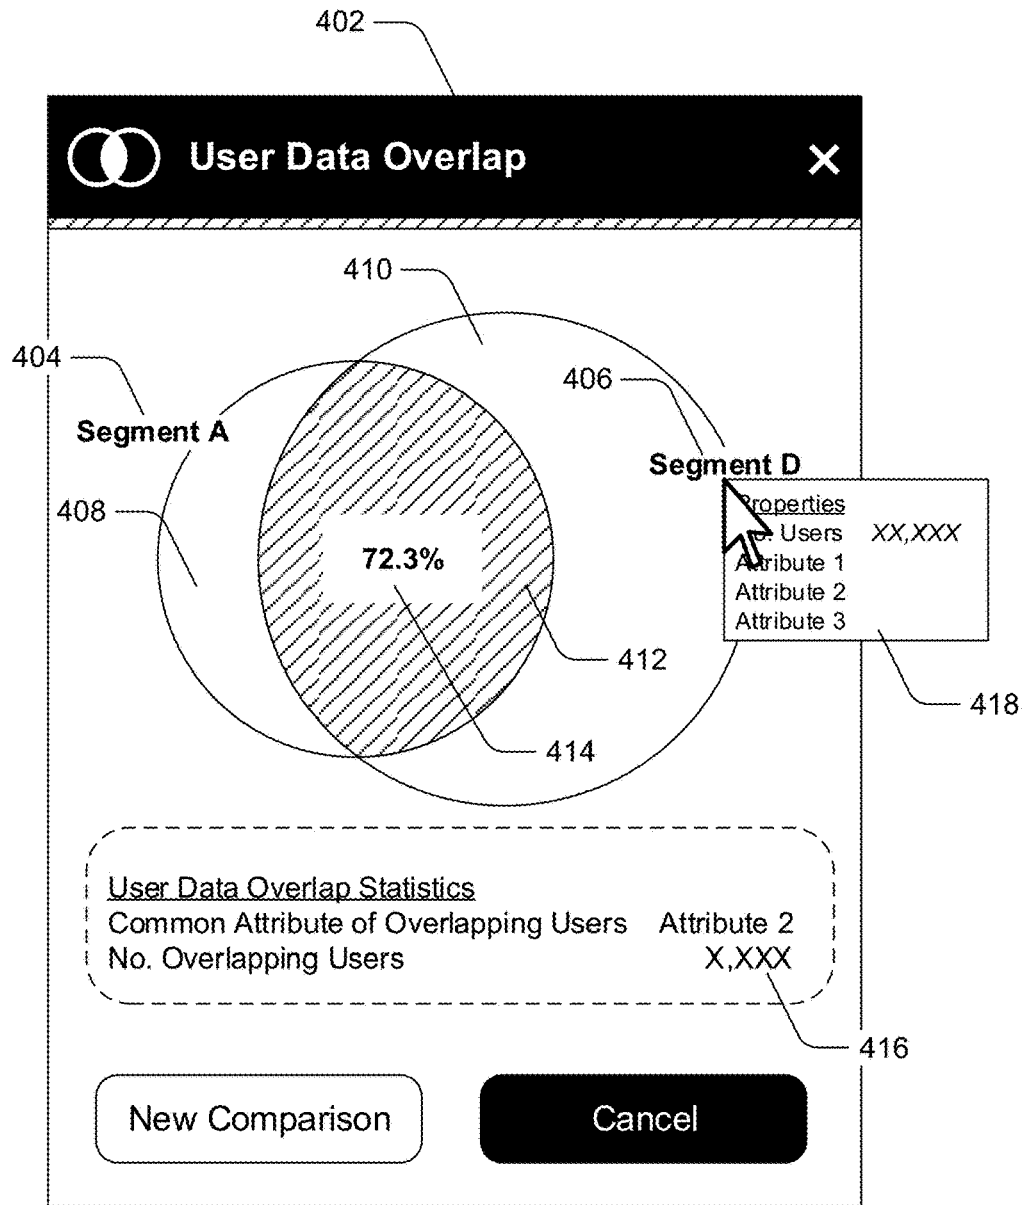 402
User Data Overlap
410
404
406
Segment A
Segment D
Properties
408
No. Users XX,XXX
72.3%
Attribute 1
Attribute 2
Attribute 3
412
418
414
User Data Overlap Statistics
Common Attribute of Overlapping Users Attribute 2
No. Overlapping Users X,XXX
416
New Comparison Cancel